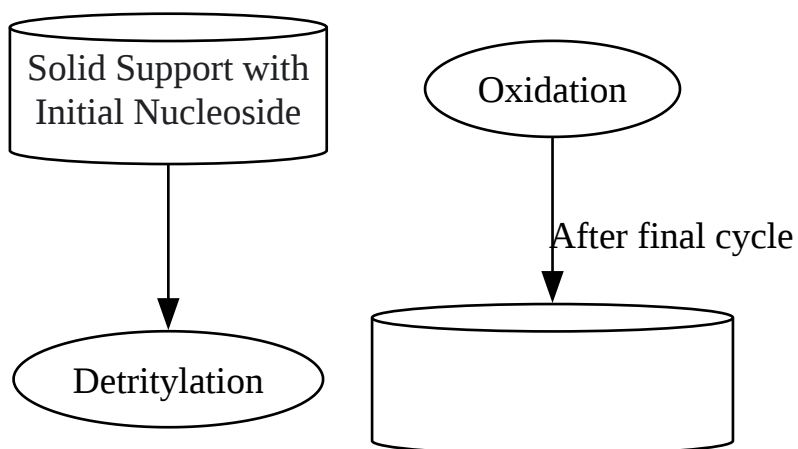 Solid Support with
Initial Nucleoside
Oxidation
After final cycle
Detritylation